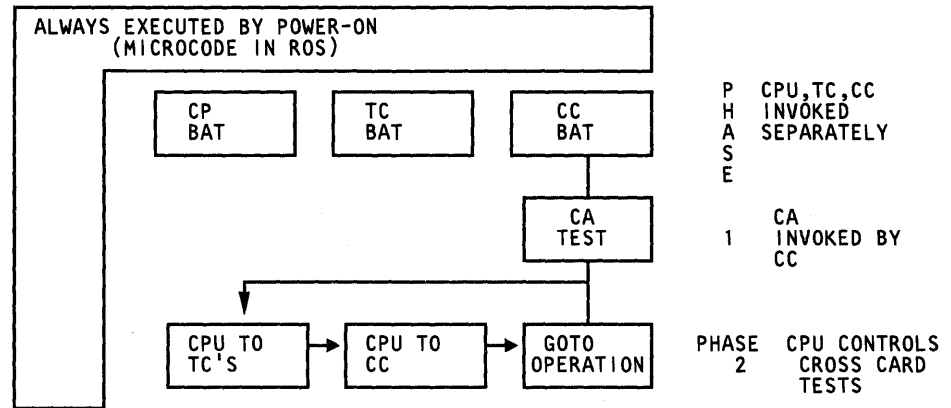 ALWAYS EXECUTED BY POWER-ON
(MICROCODE IN ROS)
CP
BAT
TC
BAT
CC
BAT
PHASE
CPU,TC,CC
INVOKED
SEPARATELY
CA
TEST
1
CA
INVOKED BY
CC
CPU TO
TC'S
CPU TO
CC
GOTO
OPERATION
PHASE
2
CPU CONTROLS
CROSS CARD
TESTS